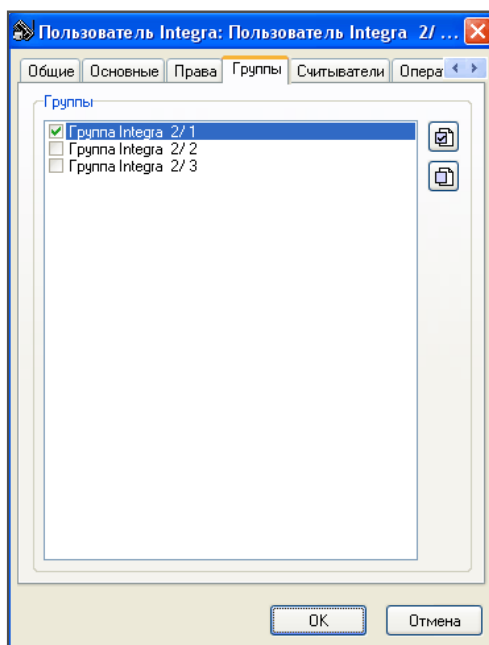 Пользователь Integra: Пользователь Integra 2/ ...
Общие Основные Права Группы Считыватели Опера
Группы
Группа Integra 2/ 1
Группа Integra 2/ 2
Группа Integra 2/ 3
OK Отмена